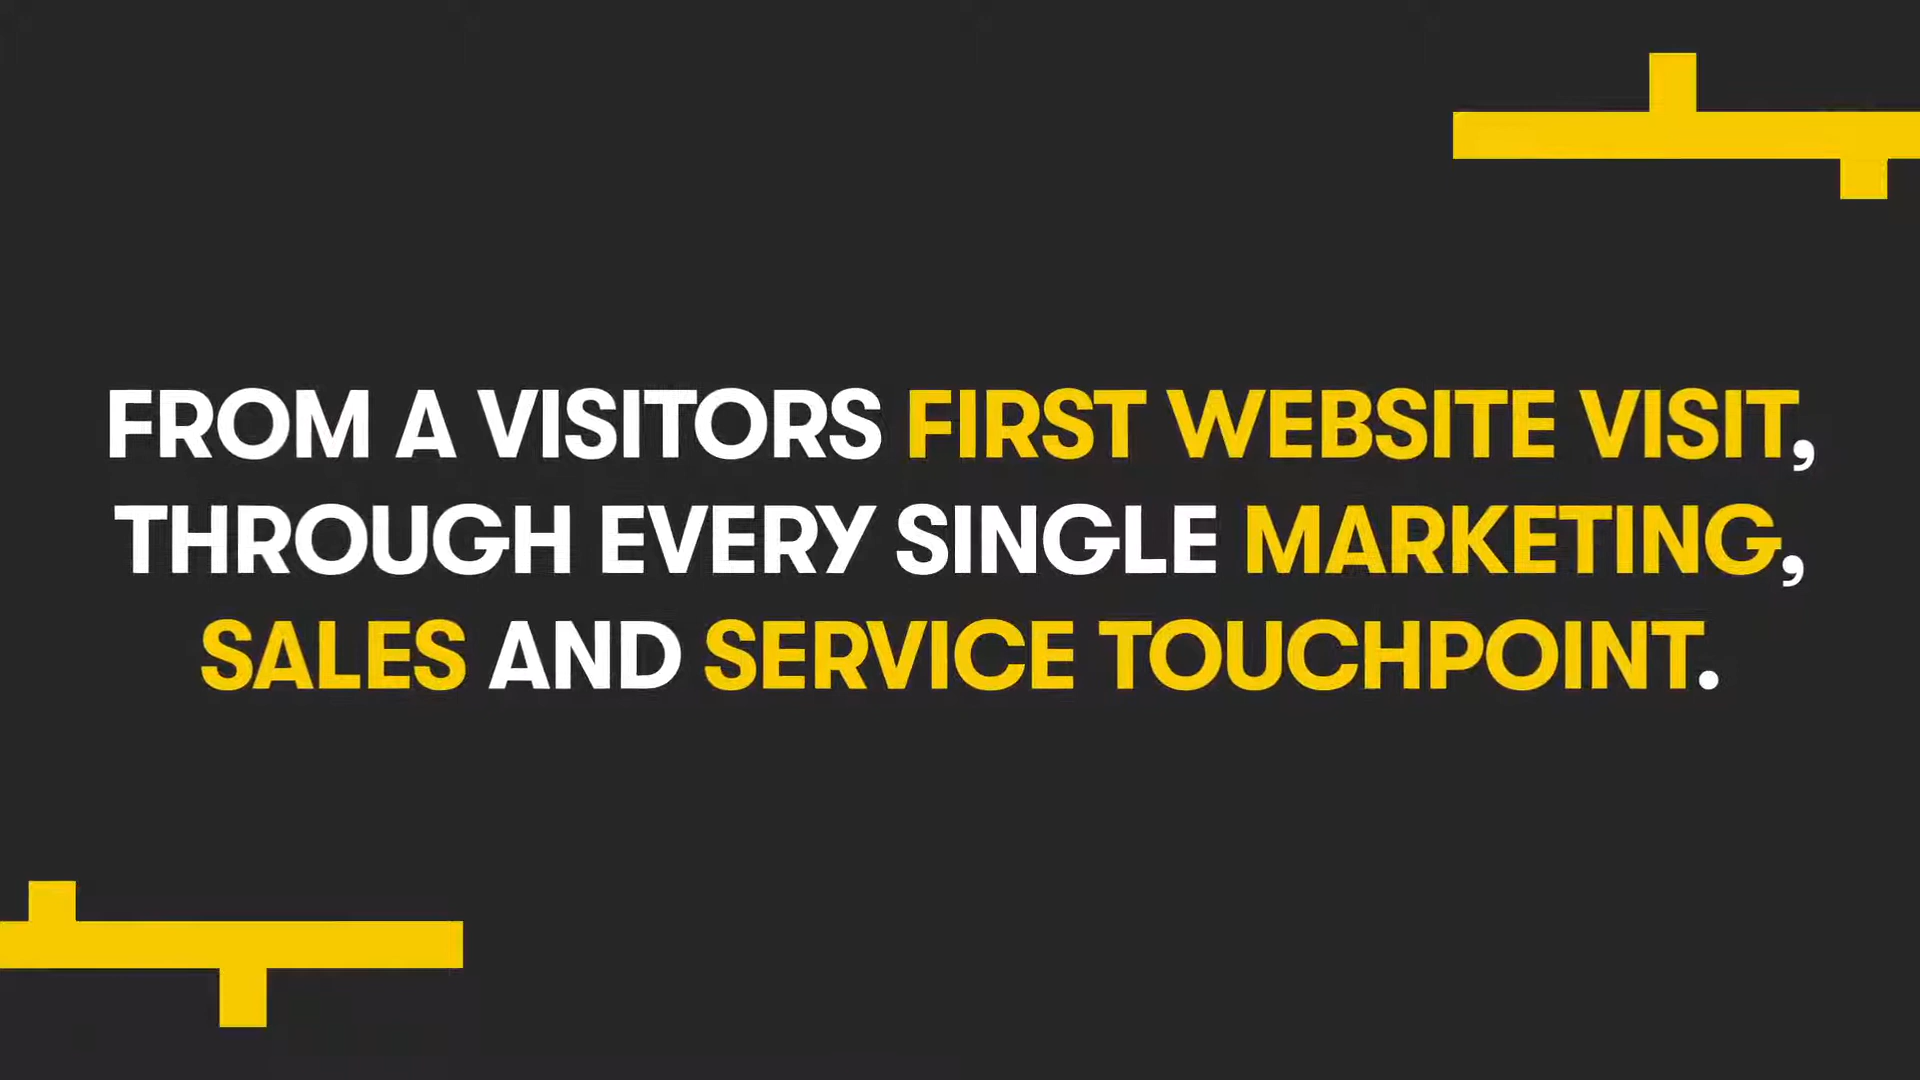 FROM A VISITORS FIRST WEBSITE VISIT,
THROUGH EVERY SINGLE MARKETING,
SALES AND SERVICE TOUCHPOINT.